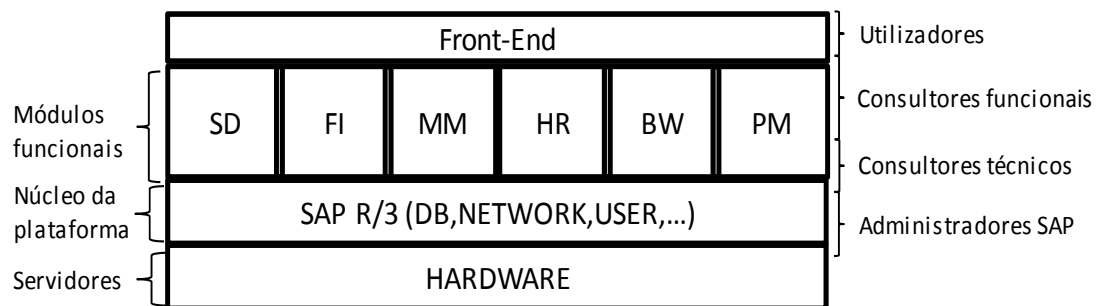 Front-End
Utilizadores
Módulos
funcionais
SD
FI
MM
HR
BW
PM
Consultores funcionais
Consultores técnicos
Núcleo da
plataforma
SAP R/3 (DB,NETWORK,USER,...)
Administradores SAP
Servidores
HARDWARE